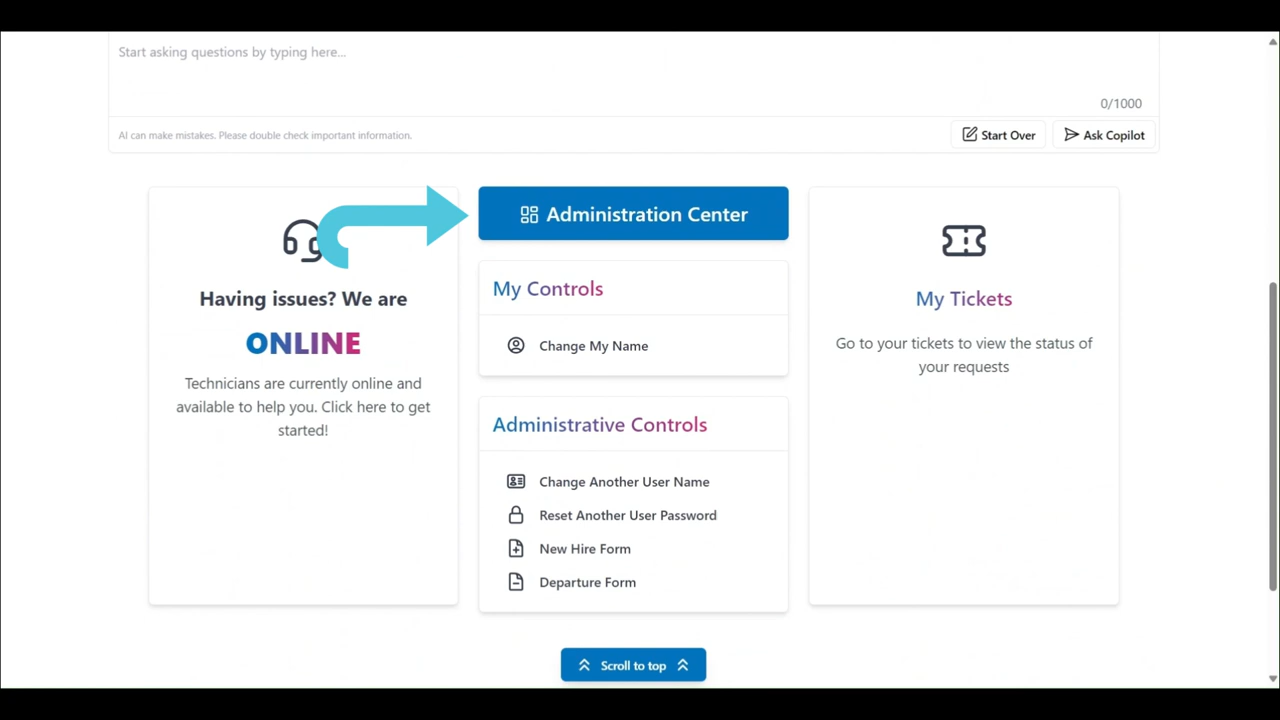 Start asking questions by typing here...
0/1000
AI can make mistakes. Please double check important information.
Start Over
Ask Copilot
Having issues? We are
ONLINE
Technicians are currently online and
available to help you. Click here to get
started!
Administration Center
My Controls
Change My Name
Administrative Controls
Change Another User Name
Reset Another User Password
New Hire Form
Departure Form
My Tickets
Go to your tickets to view the status of
your requests
Scroll to top